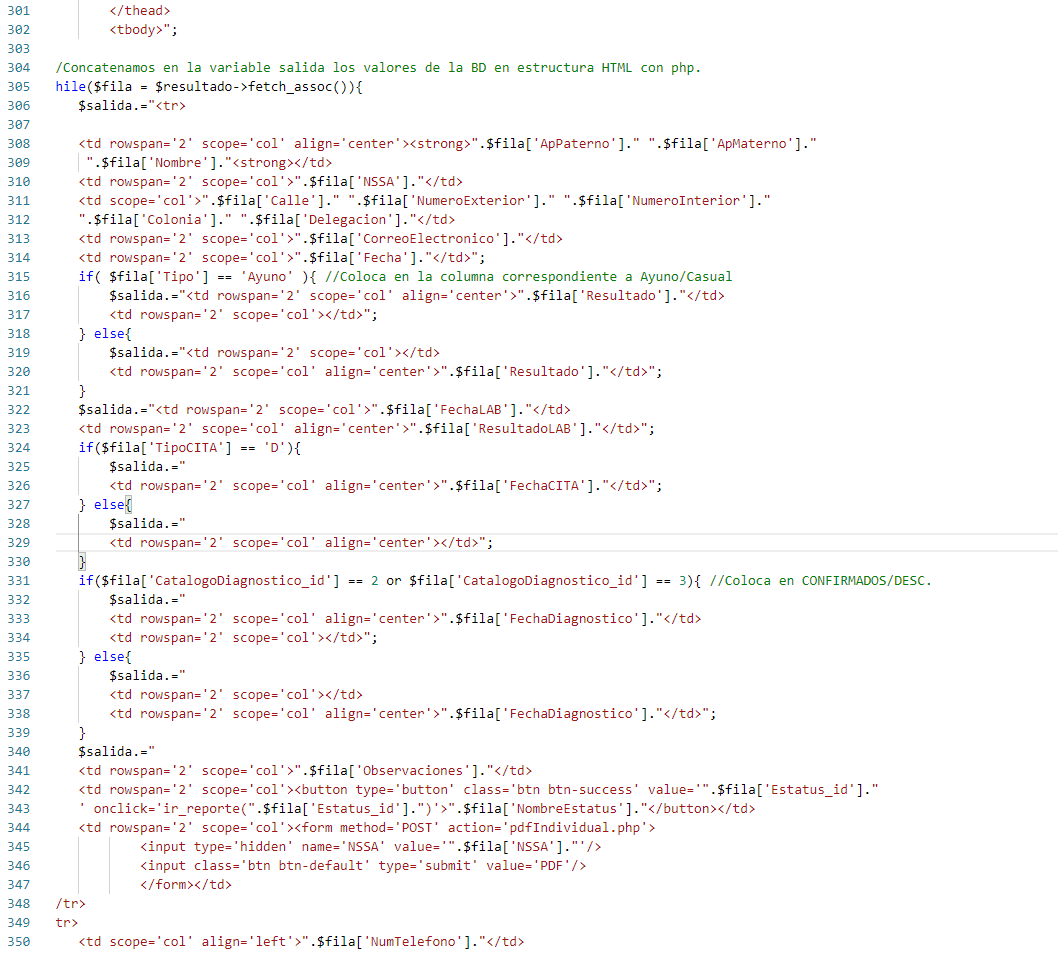 301 </thead>
302 <tbody>";
303
304 /Concatenamos en la variable salida los valores de la BD en estructura HTML con php.
305 hile($fila = $resultado->fetch_assoc()){
306 $salida.="<tr>
307
308 <td rowspan='2' scope='col' align='center'><strong>".$fila['ApPaterno']." ".$fila['ApMaterno']."
309 ".$fila['Nombre']."<strong></td>
310 <td rowspan='2' scope='col'>".$fila['NSSA']."</td>
311 <td scope='col'>".$fila['Calle']." ".$fila['NumeroExterior']." ".$fila['NumeroInterior']."
312 ".$fila['Colonia']." ".$fila['Delegacion']."</td>
313 <td rowspan='2' scope='col'>".$fila['CorreoElectronico']."</td>
314 <td rowspan='2' scope='col'>".$fila['Fecha']."</td>";
315 if( $fila['Tipo'] == 'Ayuno' ){ //Coloca en la columna correspondiente a Ayuno/Casual
316 $salida.="<td rowspan='2' scope='col' align='center'>".$fila['Resultado']."</td>
317 <td rowspan='2' scope='col'></td>";
318 } else{
319 $salida.="<td rowspan='2' scope='col'></td>
320 <td rowspan='2' scope='col' align='center'>".$fila['Resultado']."</td>";
321 }
322 $salida.="<td rowspan='2' scope='col'>".$fila['FechaLAB']."</td>
323 <td rowspan='2' scope='col' align='center'>".$fila['ResultadoLAB']."</td>";
324 if($fila['TipoCITA'] == 'D'){
325 $salida.="
326 <td rowspan='2' scope='col' align='center'>".$fila['FechaCITA']."</td>";
327 } else{
328 $salida.="
329 <td rowspan='2' scope='col' align='center'></td>";
330 }
331 if($fila['CatalogoDiagnostico_id'] == 2 or $fila['CatalogoDiagnostico_id'] == 3){ //Coloca en CONFIRMADOS/DESC.
332 $salida.="
333 <td rowspan='2' scope='col' align='center'>".$fila['FechaDiagnostico']."</td>
334 <td rowspan='2' scope='col'></td>";
335 } else{
336 $salida.="
337 <td rowspan='2' scope='col'></td>
338 <td rowspan='2' scope='col' align='center'>".$fila['FechaDiagnostico']."</td>";
339 }
340 $salida.="
341 <td rowspan='2' scope='col'>".$fila['Observaciones']."</td>
342 <td rowspan='2' scope='col'><button type='button' class='btn btn-success' value='".$fila['Estatus_id']."
343 ' onclick='ir_reporte(".$fila['Estatus_id'].")'>".$fila['NombreEstatus']."</button></td>
344 <td rowspan='2' scope='col'><form method='POST' action='pdfIndividual.php'>
345 <input type='hidden' name='NSSA' value='".$fila['NSSA']."'/>
346 <input class='btn btn-default' type='submit' value='PDF'/>
347 </form></td>
348 /tr>
349 tr>
350 <td scope='col' align='left'>".$fila['NumTelefono']."</td>